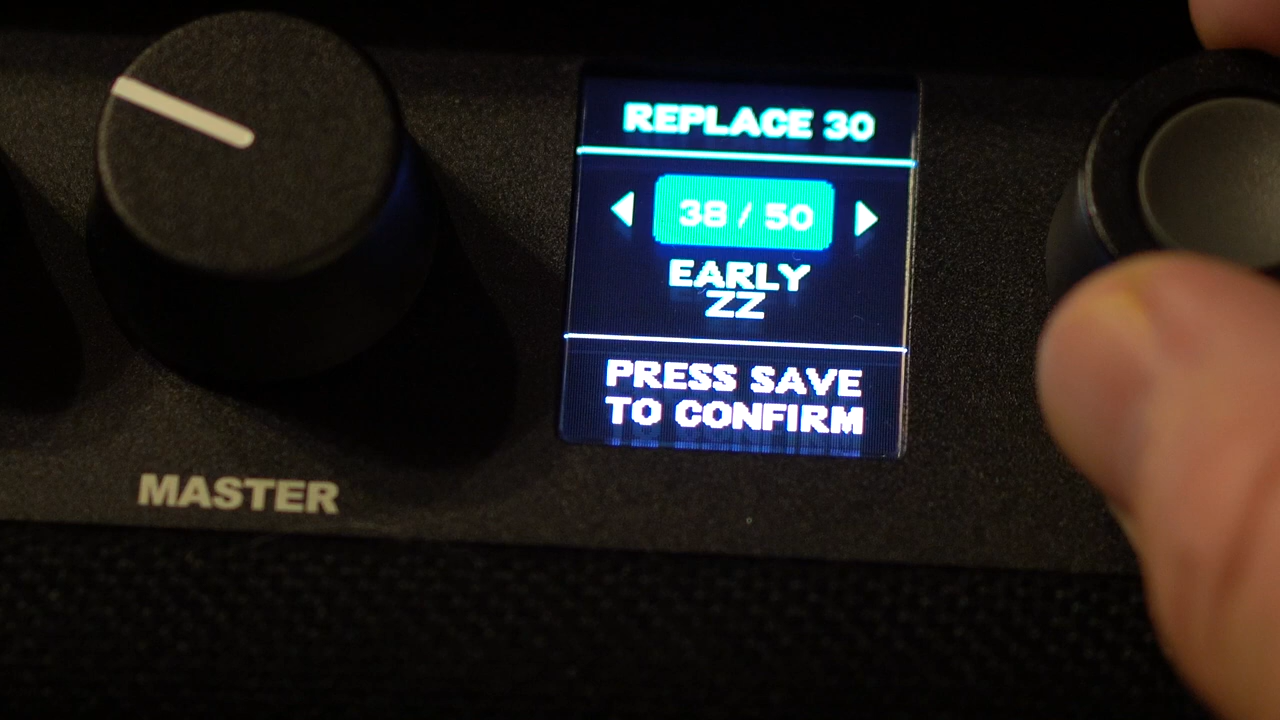 REPLACE 30
38 / 50
EARLY
ZZ
PRESS SAVE
TO CONFIRM
MASTER